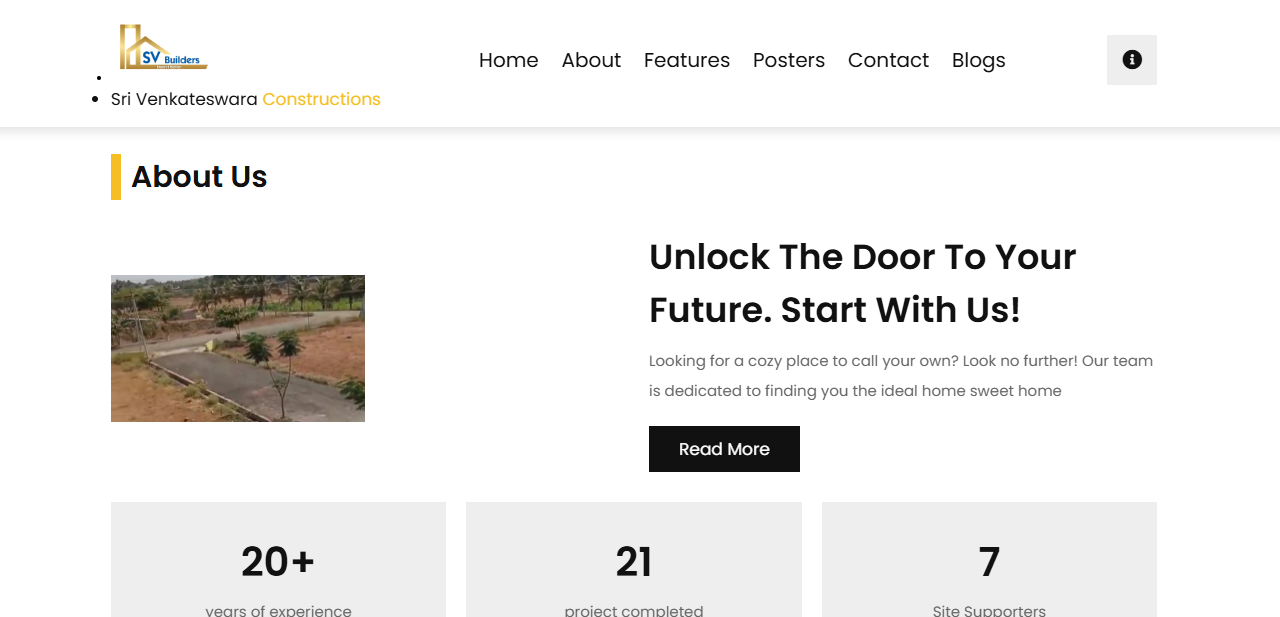 SV Builders
Home About Features Posters Contact Blogs
Sri Venkateswara Constructions
About Us
Unlock The Door To Your
Future. Start With Us!
Looking for a cozy place to call your own? Look no further! Our team
is dedicated to finding you the ideal home sweet home
Read More
20+ 21 7
years of experience project completed Site Supporters